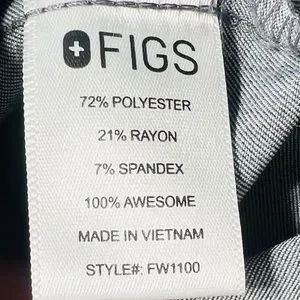 FIGS
72% POLYESTER
21% RAYON
7% SPANDEX
100% AWESOME
MADE IN VIETNAM
STYLE#: FW1100